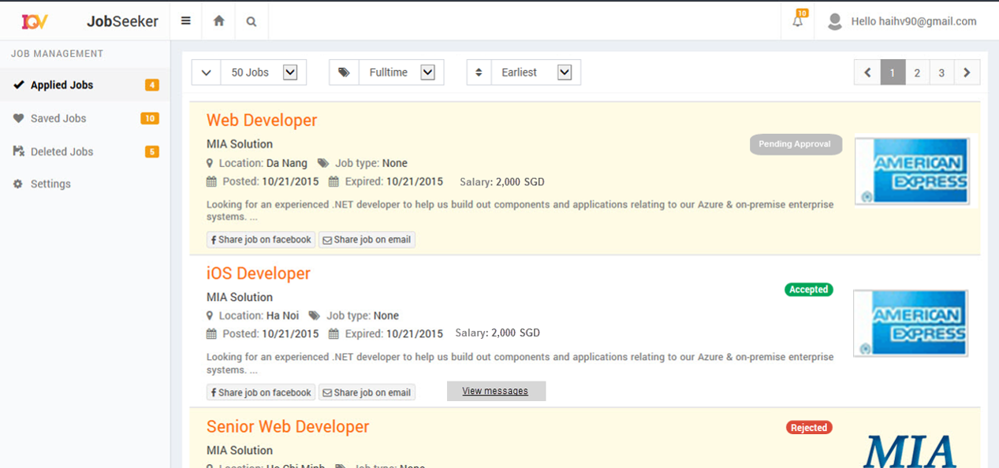 IQV JobSeeker
10
Hello haihv90@gmail.com
JOB MANAGEMENT
Applied Jobs 4
Saved Jobs 10
Deleted Jobs 5
Settings
50 Jobs
Fulltime
Earliest
1 2 3
Web Developer
MIA Solution
Pending Approval
AMERICAN
EXPRESS
Location: Da Nang Job type: None
Posted: 10/21/2015 Expired: 10/21/2015 Salary: 2,000 SGD
Looking for an experienced .NET developer to help us build out components and applications relating to our Azure & on-premise enterprise
systems. ...
Share job on facebook Share job on email
iOS Developer
MIA Solution
Accepted
AMERICAN
EXPRESS
Location: Ha Noi Job type: None
Posted: 10/21/2015 Expired: 10/21/2015 Salary: 2,000 SGD
Looking for an experienced .NET developer to help us build out components and applications relating to our Azure & on-premise enterprise
systems. ...
Share job on facebook Share job on email View messages
Senior Web Developer
Rejected
MIA Solution
MIA
Location: Ho Chi Minh Job type: None